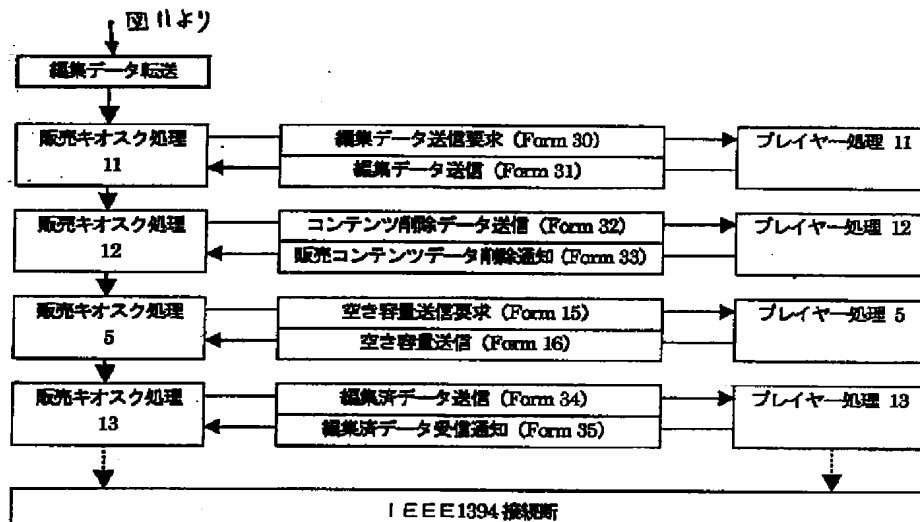 図11より
編集データ転送
販売キオスク処理
11
編集データ送信要求 (Form 30)
編集データ送信 (Form 31)
プレイヤー処理 11
販売キオスク処理
12
コンテンツ削除データ送信 (Form 32)
販売コンテンツデータ削除通知 (Form 33)
プレイヤー処理 12
販売キオスク処理
5
空き容量送信要求 (Form 15)
空き容量送信 (Form 16)
プレイヤー処理 5
販売キオスク処理
13
編集済データ送信 (Form 34)
編集済データ受信通知 (Form 35)
プレイヤー処理 13
IEEE1394 接続断